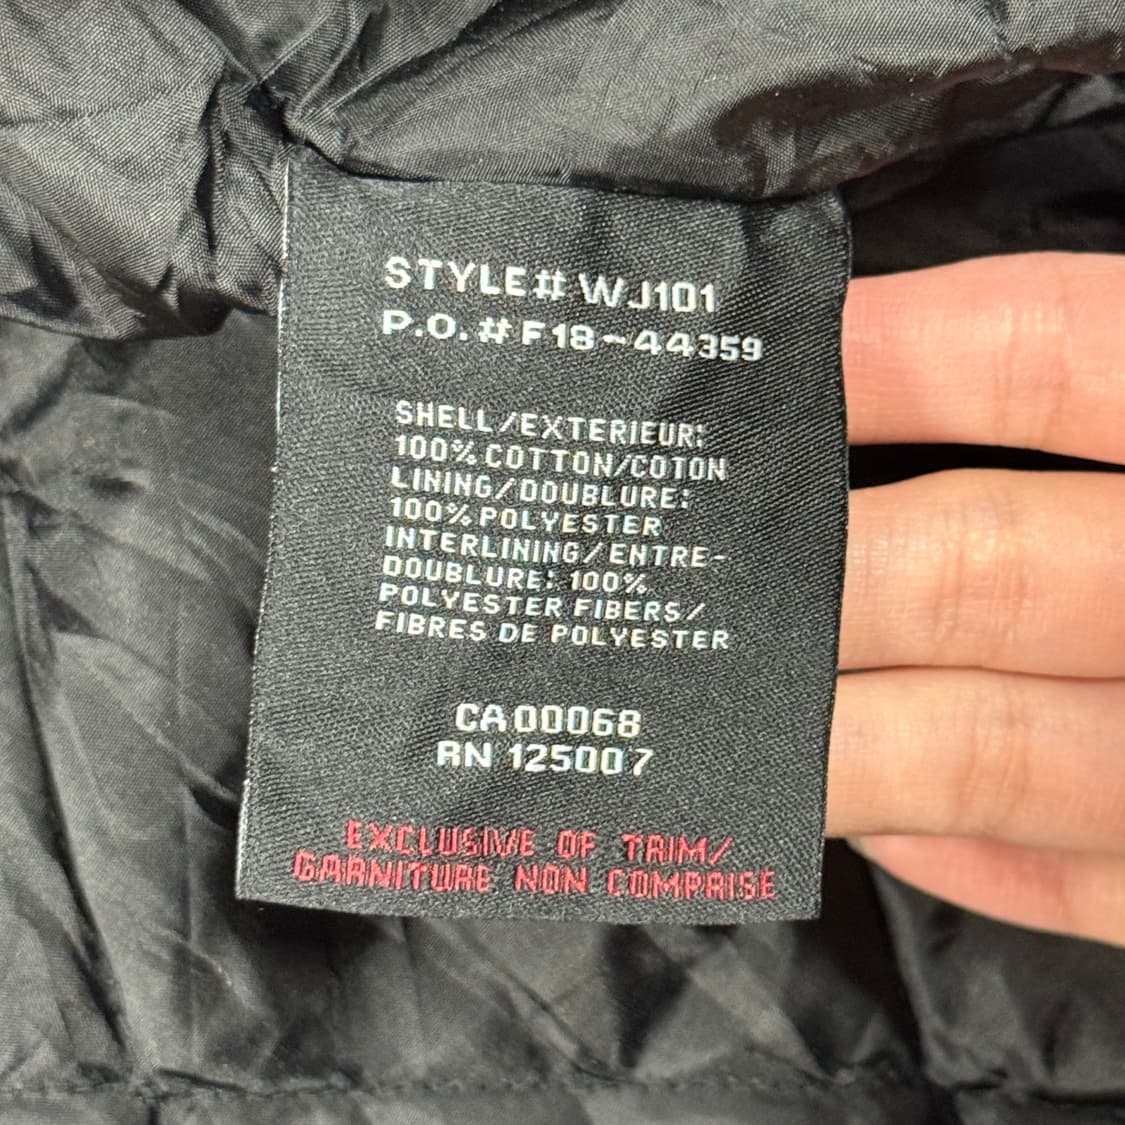 STYLE# WJ101
P.O.# F18-44359
SHELL/EXTERIEUR:
100% COTTON/COTON
LINING/DOUBLURE:
100% POLYESTER
INTERLINING/ENTRE-
DOUBLURE: 100%
POLYESTER FIBERS/
FIBRES DE POLYESTER
CA00068
RN 125007
EXCLUSIVE OF TRIM/
GARNITURE NON COMPRISE